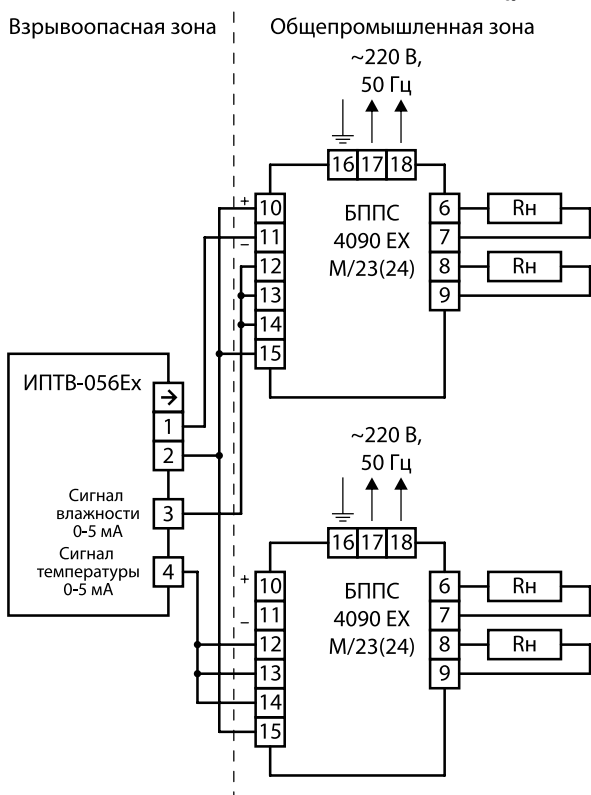 Взрывоопасная зона
Общепромышленная зона
~220 В,
50 Гц
16 17 18
+
10
11
–
12
13
14
15
БППС
4090 EX
М/23(24)
6
7
8
9
Rн
Rн
ИПТВ-056Ex
→
1
2
Сигнал
влажности
0-5 мА
3
Сигнал
температуры
0-5 мА
4
~220 В,
50 Гц
16 17 18
+
10
11
–
12
13
14
15
БППС
4090 EX
М/23(24)
6
7
8
9
Rн
Rн